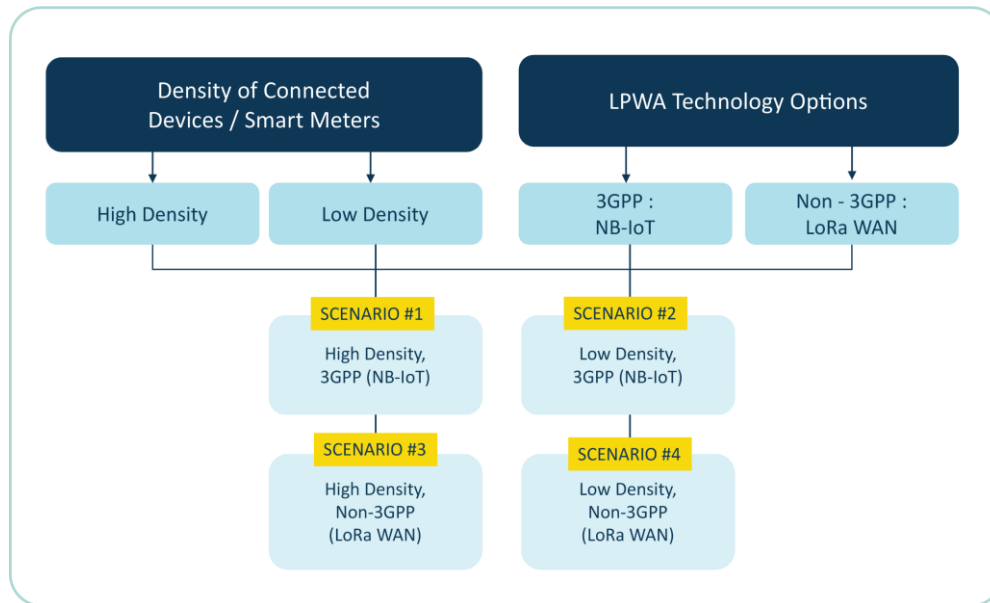 Density of Connected
Devices / Smart Meters
LPWA Technology Options
High Density
Low Density
3GPP :
NB-IoT
Non - 3GPP :
LoRa WAN
SCENARIO #1
High Density,
3GPP (NB-IoT)
SCENARIO #2
Low Density,
3GPP (NB-IoT)
SCENARIO #3
High Density,
Non-3GPP
(LoRa WAN)
SCENARIO #4
Low Density,
Non-3GPP
(LoRa WAN)